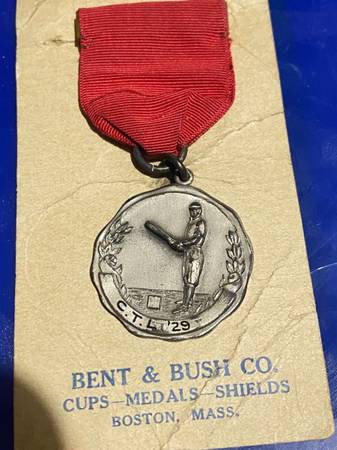 C.T.L. '29
BENT & BUSH CO.
CUPS—MEDALS—SHIELDS
BOSTON, MASS.